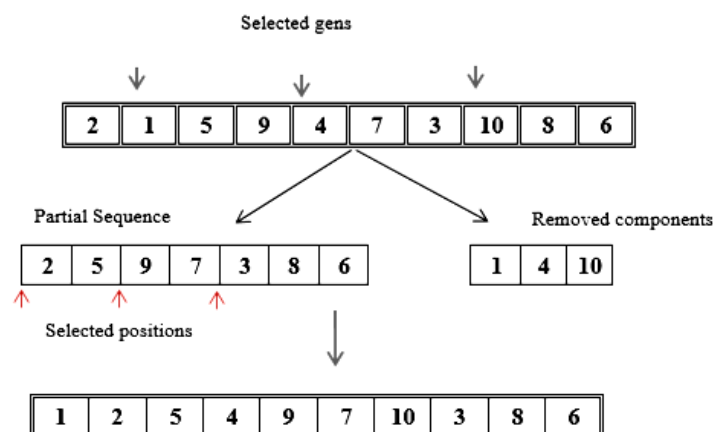 Selected gens
2 1 5 9 4 7 3 10 8 6
Partial Sequence
Removed components
2 5 9 7 3 8 6
1 4 10
Selected positions
1 2 5 4 9 7 10 3 8 6